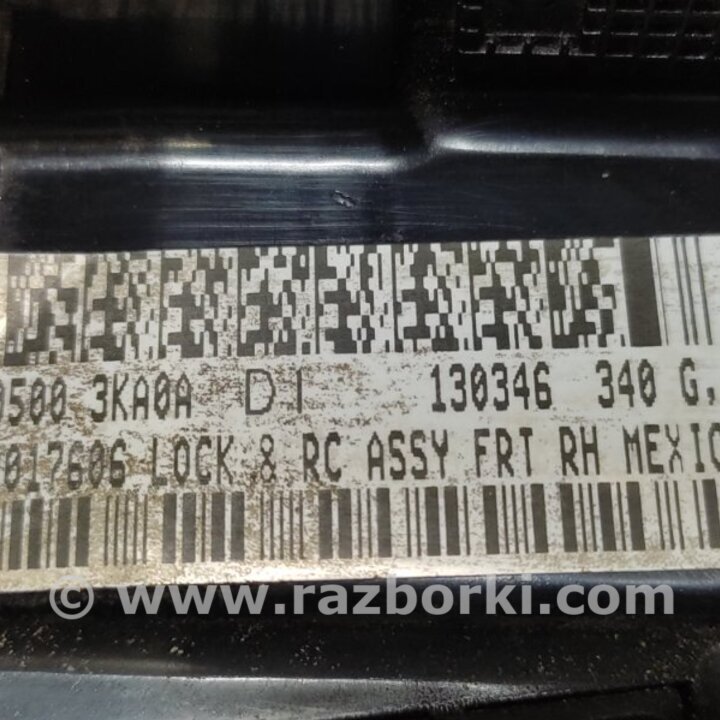 0500 3KA0A D1 130346 340 G,
017606 LOCK & RC ASSY FRT RH MEXIC
© www.razborki.com